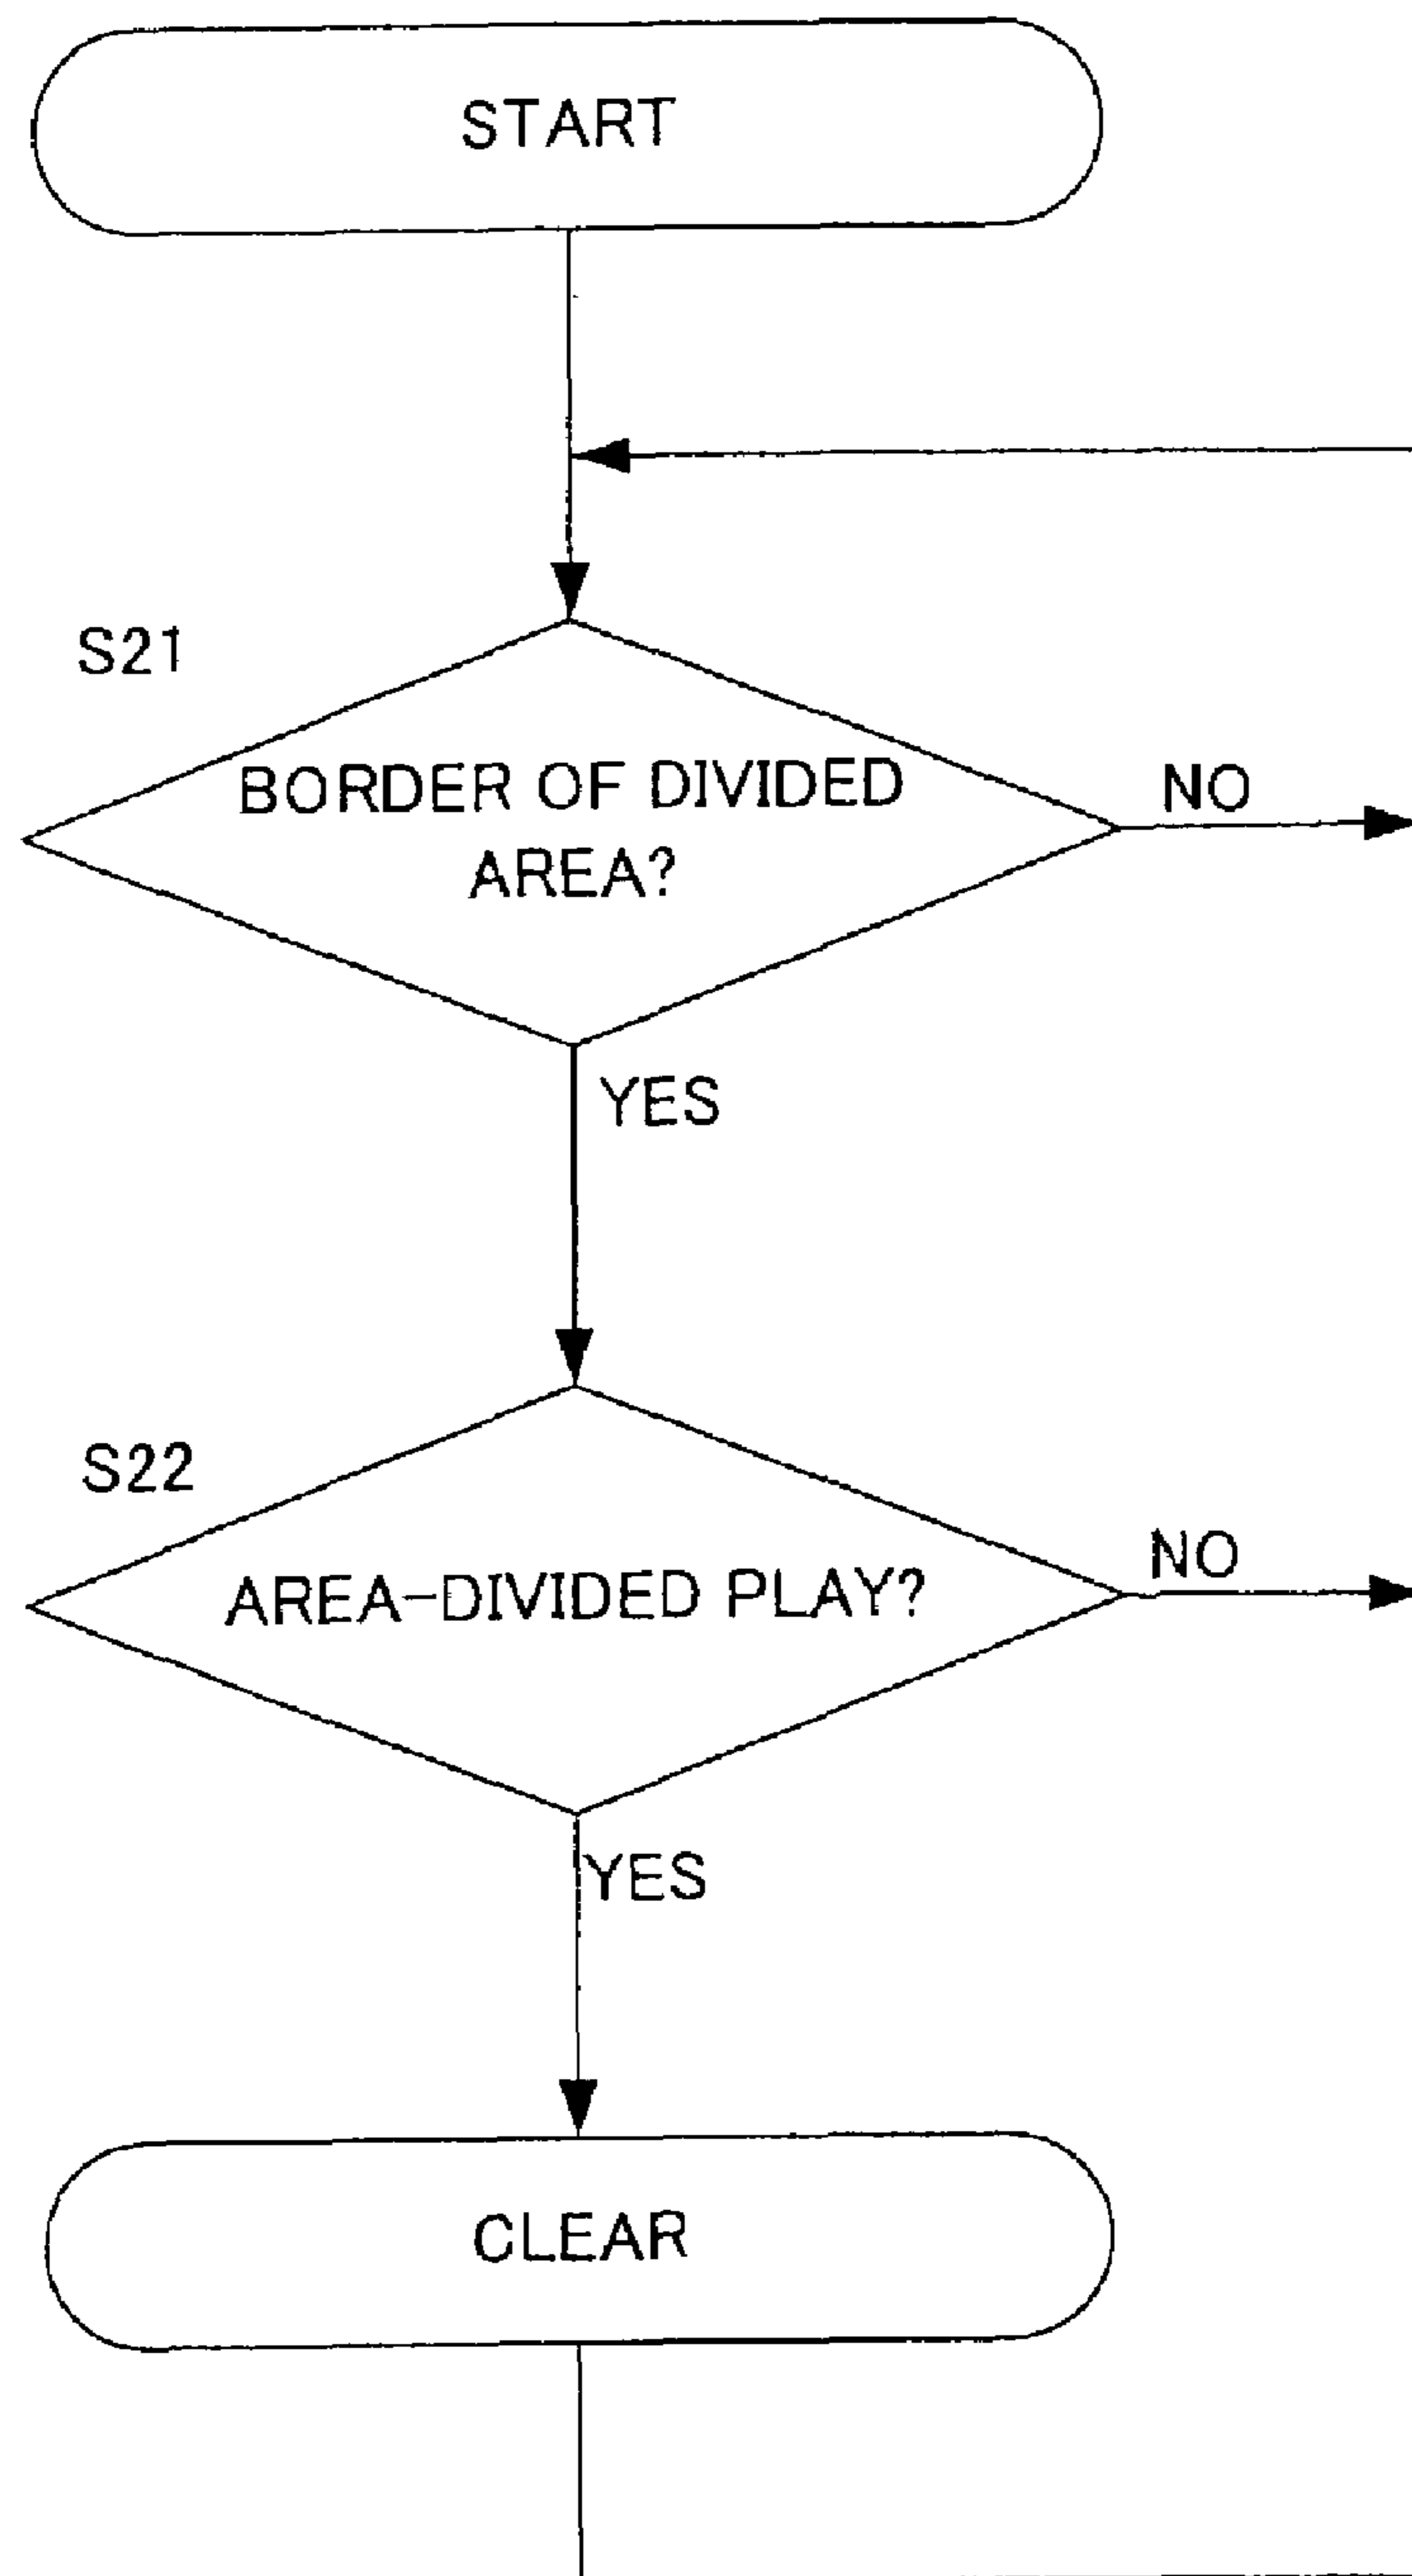 START
S21
BORDER OF DIVIDED
AREA?
NO
YES
S22
AREA-DIVIDED PLAY?
NO
YES
CLEAR